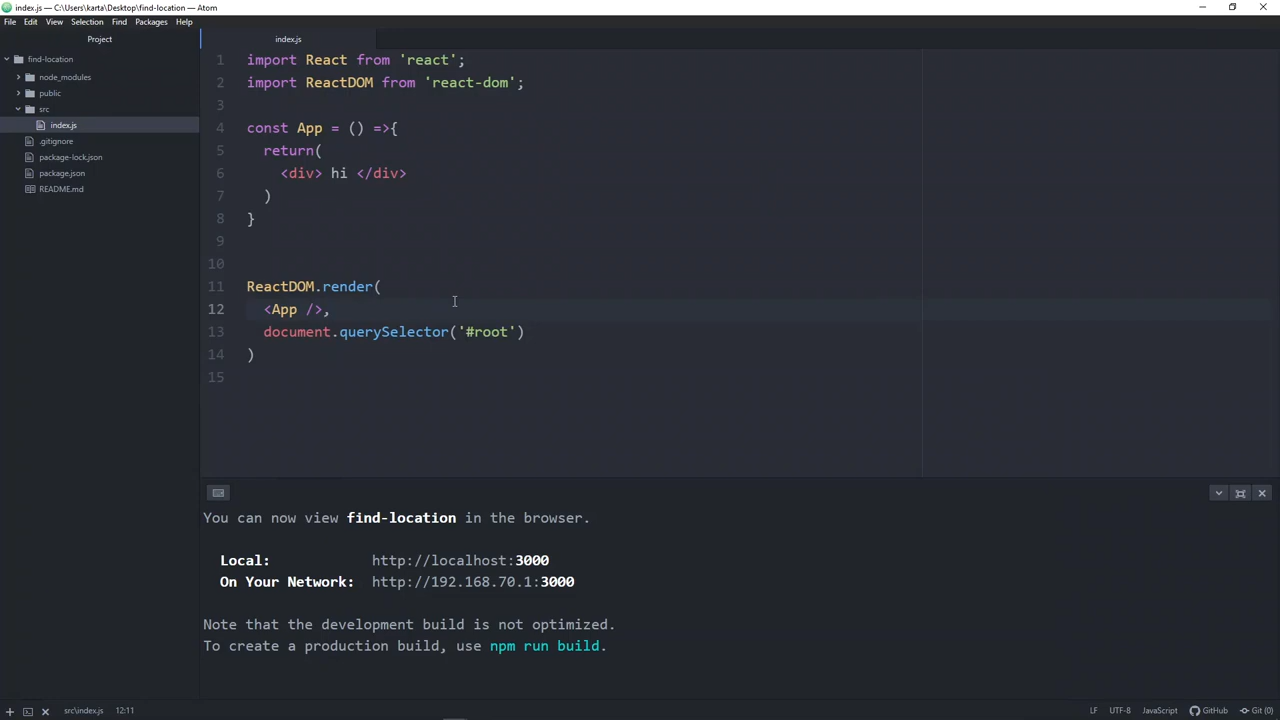 index.js — C:\Users\karta\Desktop\find-location — Atom
File Edit View Selection Find Packages Help
Project
find-location
node_modules
public
src
index.js
.gitignore
package-lock.json
package.json
README.md
index.js
1 import React from 'react';
2 import ReactDOM from 'react-dom';
3
4 const App = () =>{
5 return(
6 <div> hi </div>
7 )
8 }
9
10
11 ReactDOM.render(
12 <App />,
13 document.querySelector('#root')
14 )
15
You can now view find-location in the browser.
Local: http://localhost:3000
On Your Network: http://192.168.70.1:3000
Note that the development build is not optimized.
To create a production build, use npm run build.
src\index.js 12:11 LF UTF-8 JavaScript GitHub Git (0)